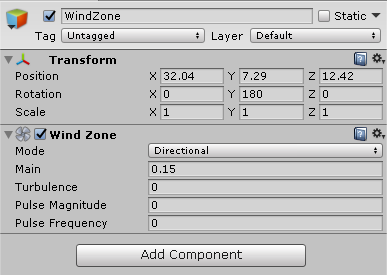 WindZone Static
Tag Untagged Layer Default
Transform
Position X 32.04 Y 7.29 Z 12.42
Rotation X 0 Y 180 Z 0
Scale X 1 Y 1 Z 1
Wind Zone
Mode Directional
Main 0.15
Turbulence 0
Pulse Magnitude 0
Pulse Frequency 0
Add Component